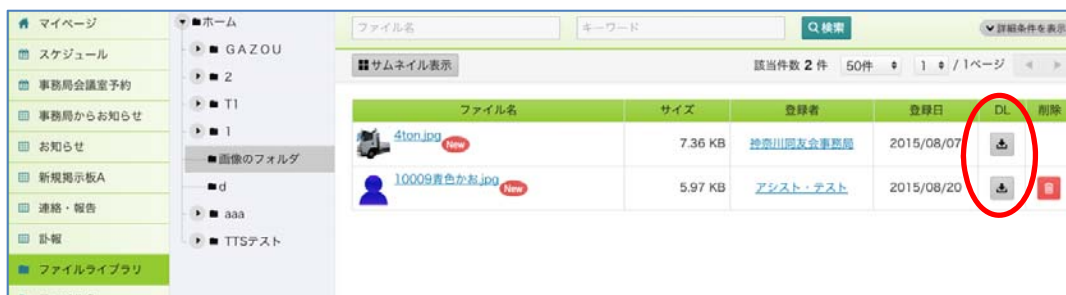 マイページ
スケジュール
事務局会議室予約
事務局からお知らせ
お知らせ
新規掲示板A
連絡・報告
訃報
ファイルライブラリ
ホーム
GAZOU
2
T1
1
画像のフォルダ
d
aaa
TTSテスト
ファイル名 キーワード 検索 詳細条件を表示
サムネイル表示 該当件数 2 件 50件 1 / 1ページ
ファイル名 サイズ 登録者 登録日 DL 削除
4ton.jpg New 7.36 KB 神奈川同友会事務局 2015/08/07
10009青色かお.jpg New 5.97 KB アシスト・テスト 2015/08/20